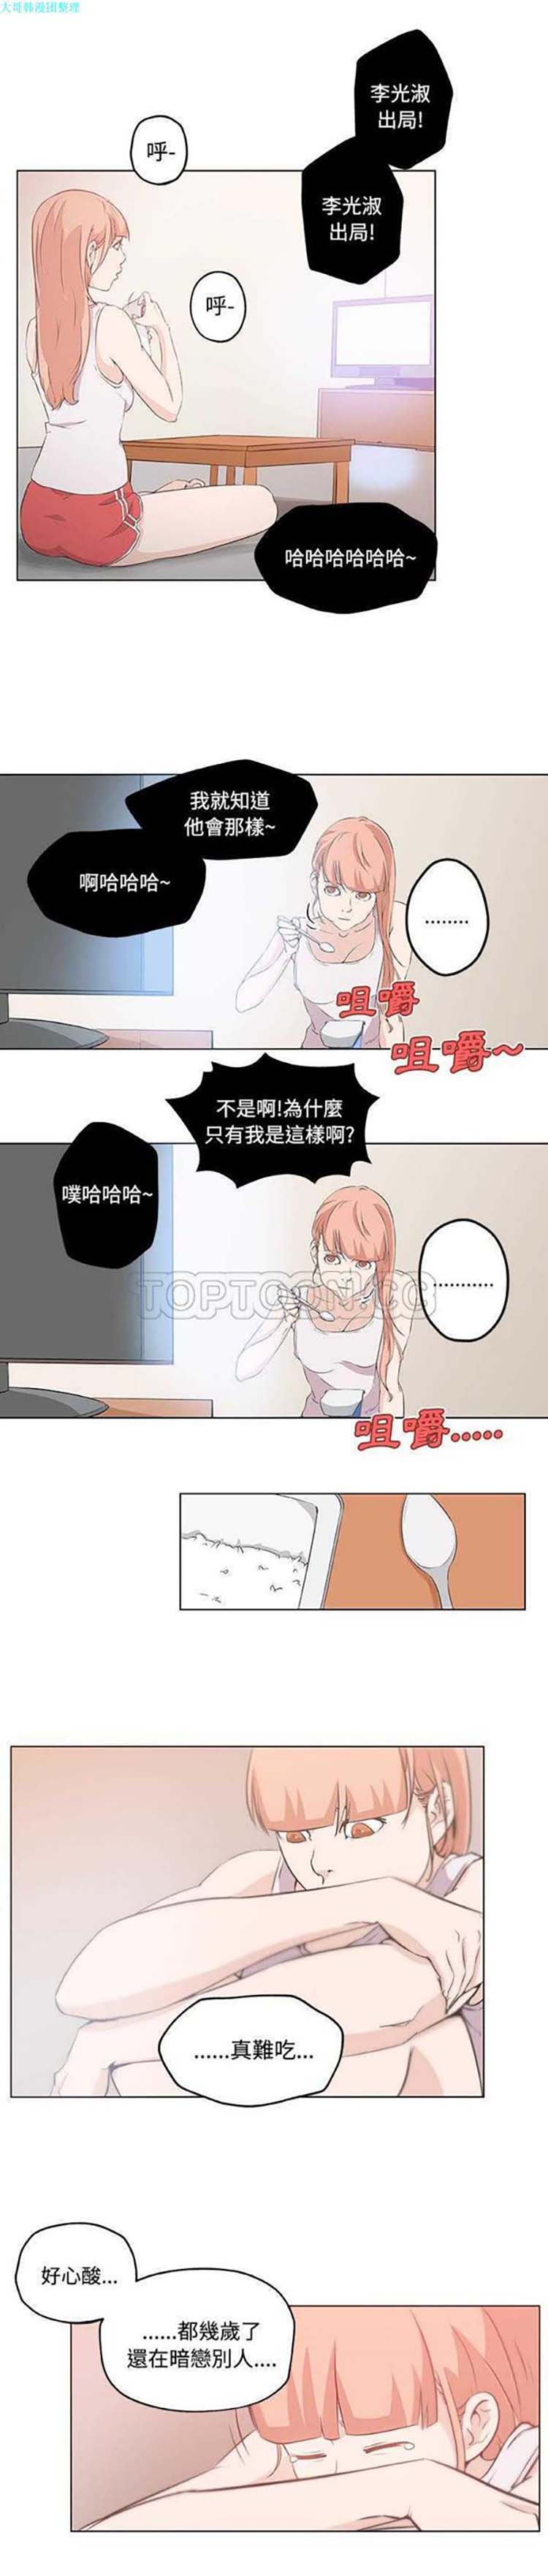 大哥韩漫团整理
李光淑
出局!
呼-
李光淑
出局!
呼-
哈哈哈哈哈哈~
我就知道
他會那樣~
啊哈哈哈~
........
咀嚼
咀嚼~
不是啊!為什麼
只有我是這樣啊?
噗哈哈哈~
...........
TOPTOON.CC
咀嚼.....
......真難吃...
好心酸...
......都幾歲了
還在暗戀別人....